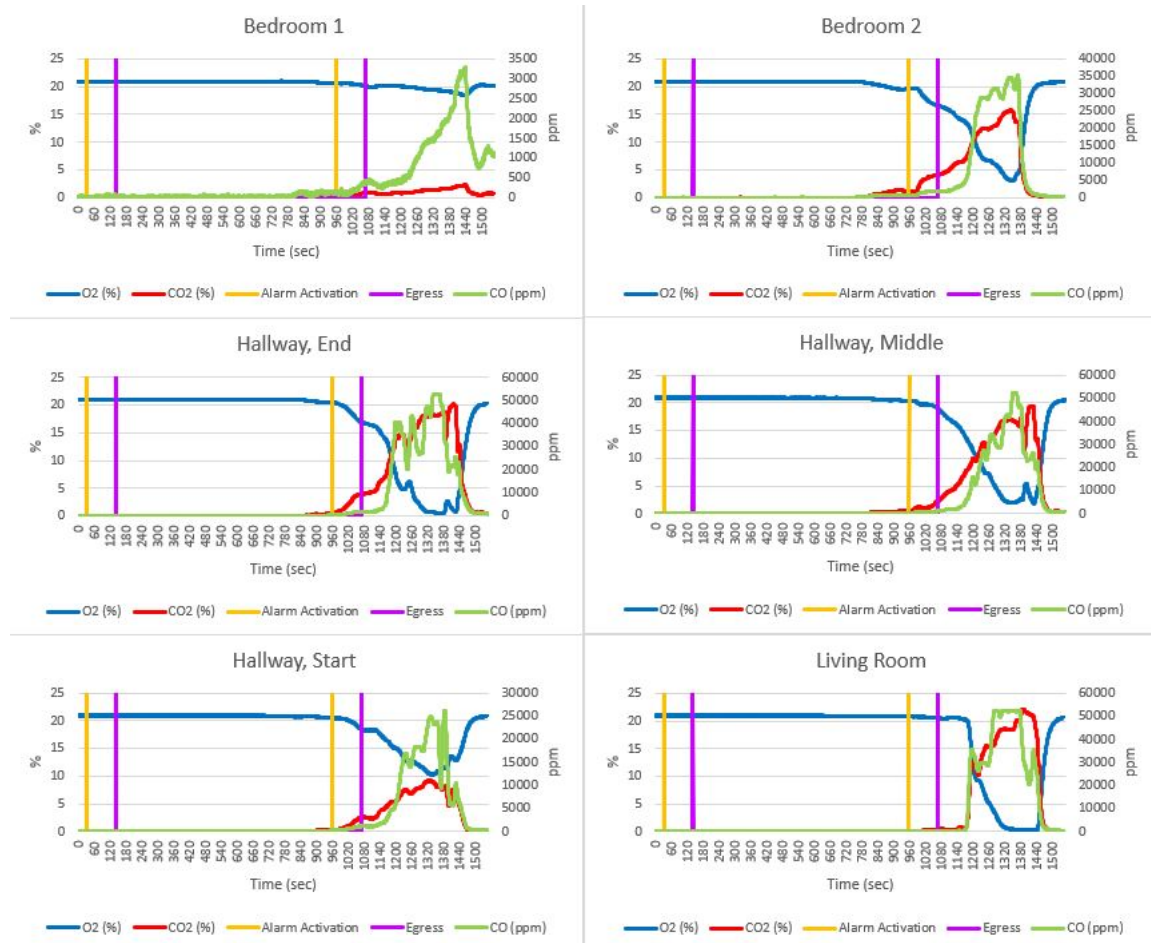 Bedroom 1
25 3500
20 3000
2500
15 2000
% ppm
10 1500
1000
5 500
0 0
0 60 120 180 240 300 360 420 480 540 600 660 720 780 840 900 960 1020 1080 1140 1200 1260 1320 1380 1440 1500
Time (sec)
O2 (%) CO2 (%) Alarm Activation Egress CO (ppm)
Bedroom 2
25 40000
35000
20 30000
15 25000
% 20000 ppm
10 15000
5 10000
5000
0 0
0 60 120 180 240 300 360 420 480 540 600 660 720 780 840 900 960 1020 1080 1140 1200 1260 1320 1380 1440 1500
Time (sec)
O2 (%) CO2 (%) Alarm Activation Egress CO (ppm)
Hallway, End
25 60000
20 50000
40000
15
% 30000 ppm
10 20000
5 10000
0 0
0 60 120 180 240 300 360 420 480 540 600 660 720 780 840 900 960 1020 1080 1140 1200 1260 1320 1380 1440 1500
Time (sec)
O2 (%) CO2 (%) Alarm Activation Egress CO (ppm)
Hallway, Middle
25 60000
20 50000
40000
15
% 30000 ppm
10 20000
5 10000
0 0
0 60 120 180 240 300 360 420 480 540 600 660 720 780 840 900 960 1020 1080 1140 1200 1260 1320 1380 1440 1500
Time (sec)
O2 (%) CO2 (%) Alarm Activation Egress CO (ppm)
Hallway, Start
25 30000
20 25000
20000
15
% 15000 ppm
10 10000
5 5000
0 0
0 60 120 180 240 300 360 420 480 540 600 660 720 780 840 900 960 1020 1080 1140 1200 1260 1320 1380 1440 1500
Time (sec)
O2 (%) CO2 (%) Alarm Activation Egress CO (ppm)
Living Room
25 60000
20 50000
40000
15
% 30000 ppm
10 20000
5 10000
0 0
0 60 120 180 240 300 360 420 480 540 600 660 720 780 840 900 960 1020 1080 1140 1200 1260 1320 1380 1440 1500
Time (sec)
O2 (%) CO2 (%) Alarm Activation Egress CO (ppm)